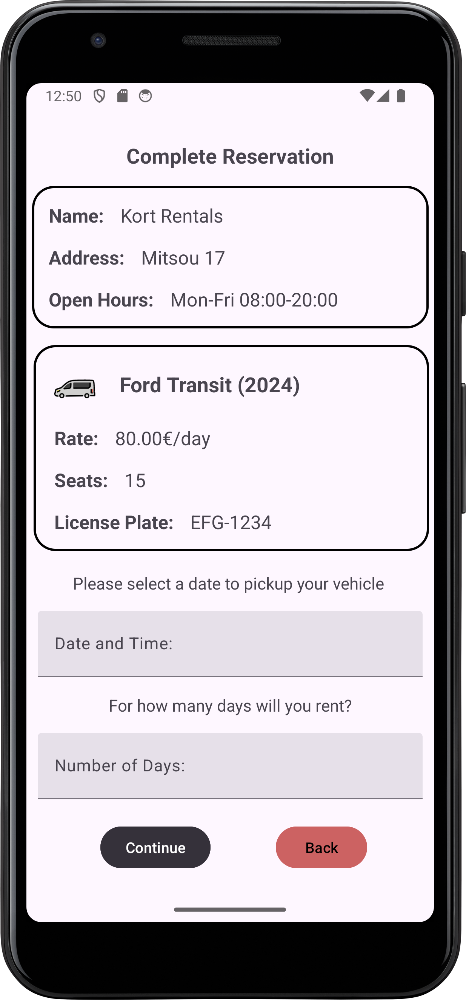 12:50
Complete Reservation
Name: Kort Rentals
Address: Mitsou 17
Open Hours: Mon-Fri 08:00-20:00
Ford Transit (2024)
Rate: 80.00€/day
Seats: 15
License Plate: EFG-1234
Please select a date to pickup your vehicle
Date and Time:
For how many days will you rent?
Number of Days:
Continue Back